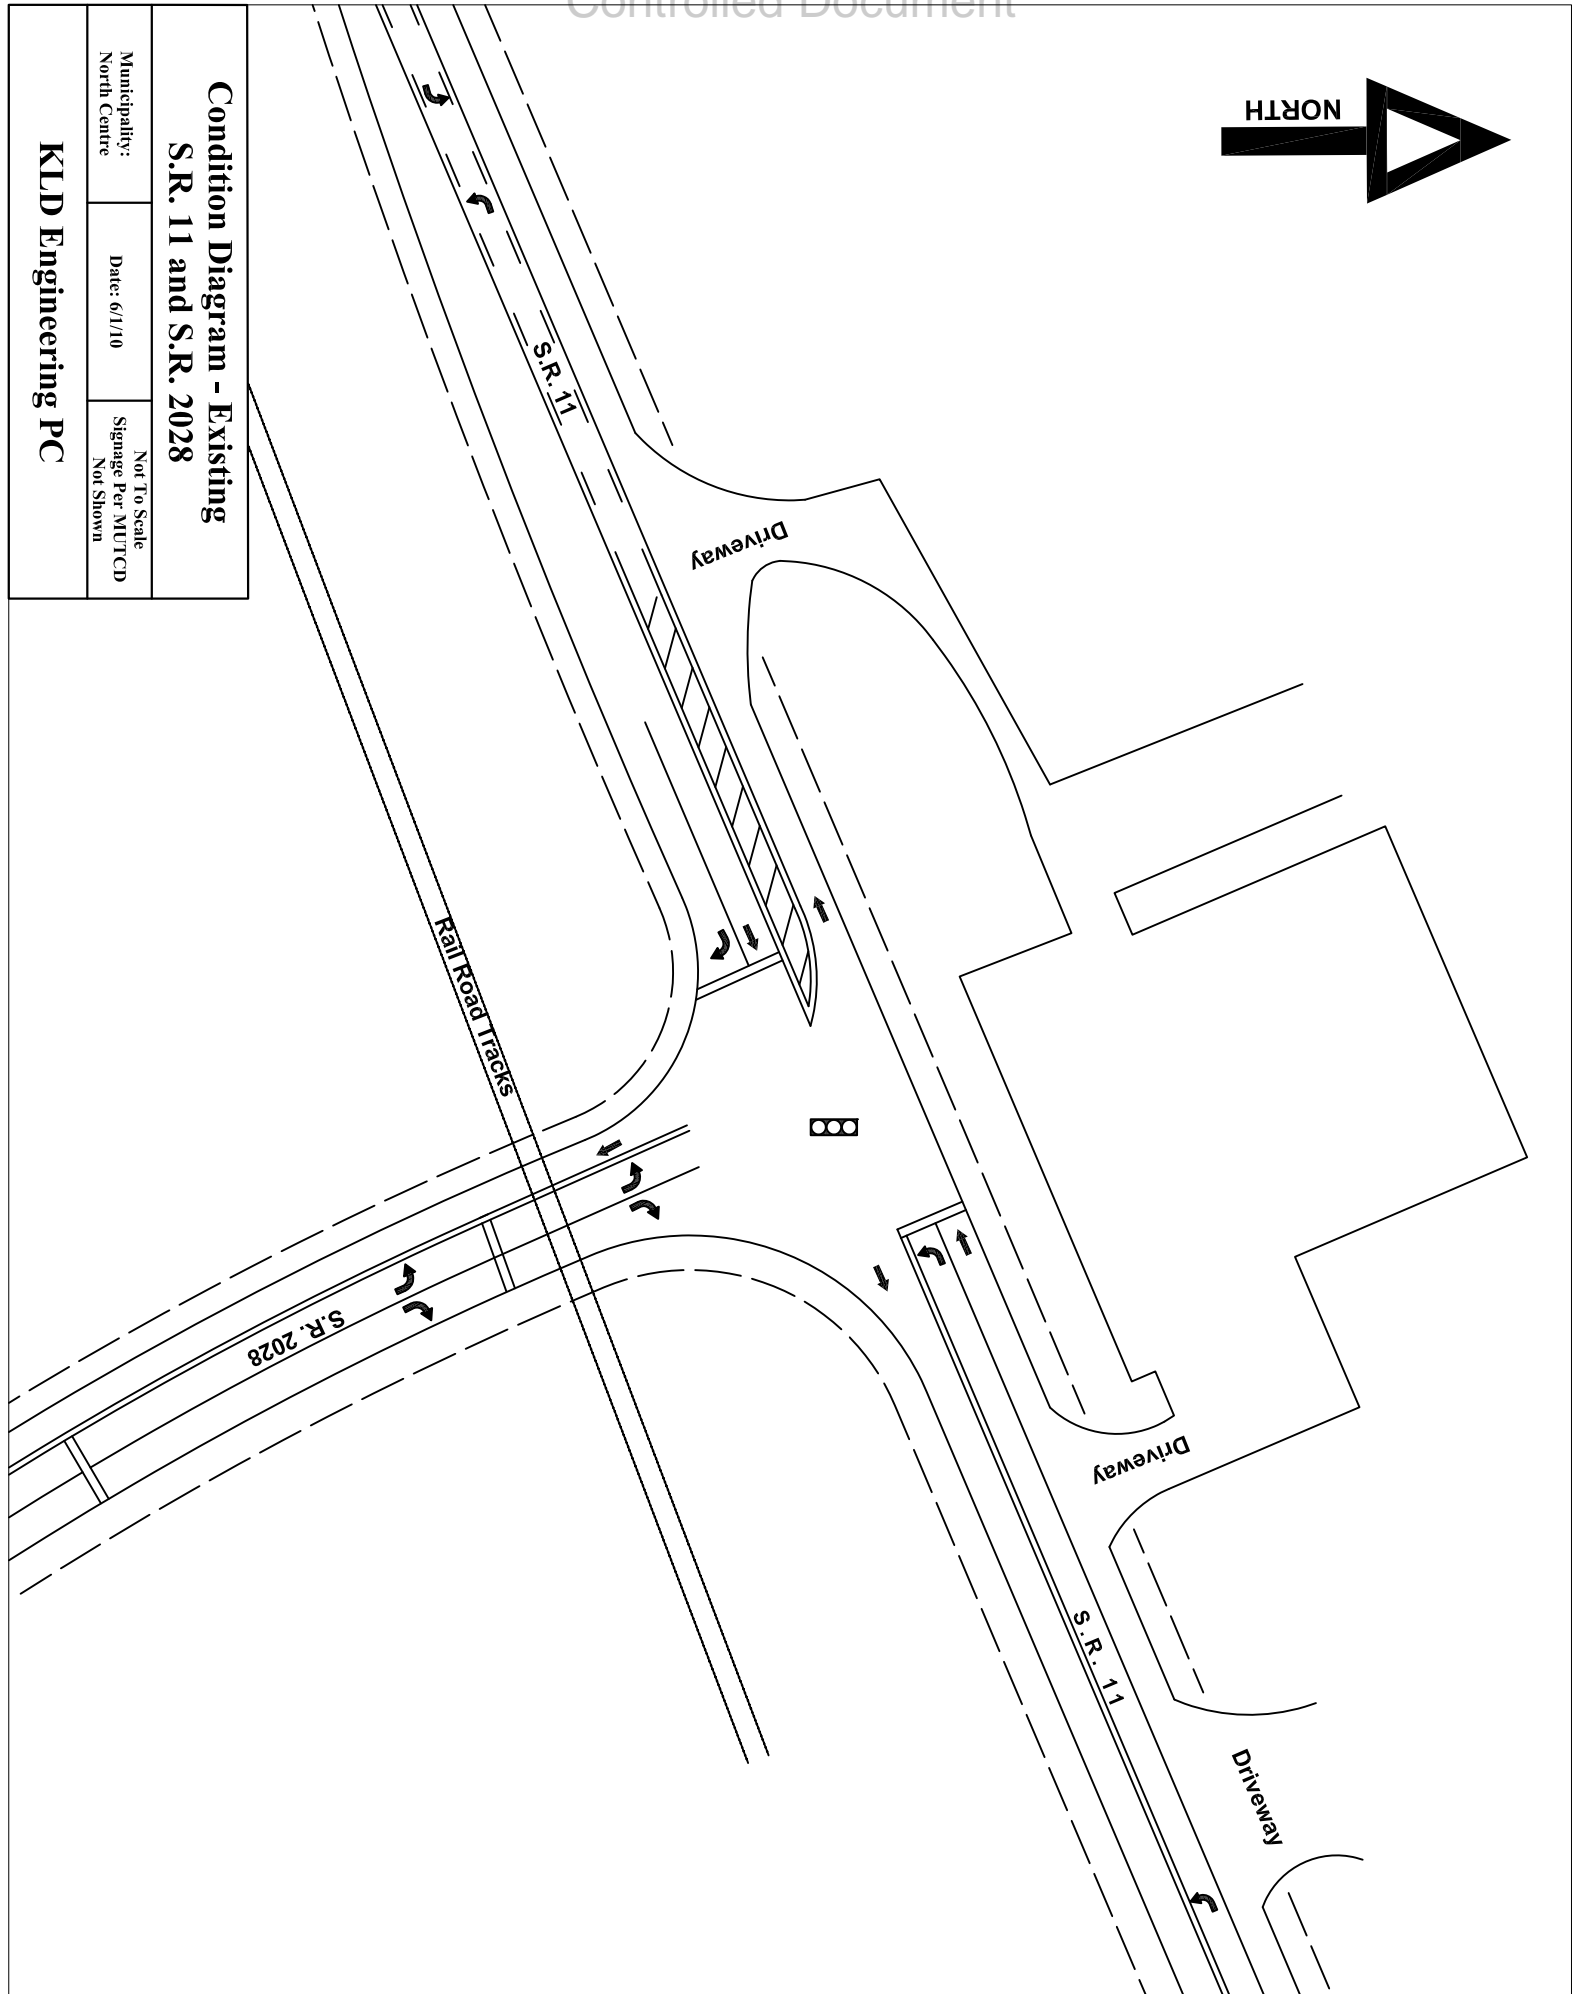 Controlled Document
NORTH
S.R. 11
Driveway
Rail Road Tracks
S.R. 2028
Driveway
S.R. 11
Driveway
Condition Diagram - Existing
S.R. 11 and S.R. 2028
Municipality:
North Centre
Date: 6/1/10
Not To Scale
Signage Per MUTCD
Not Shown
KLD Engineering PC